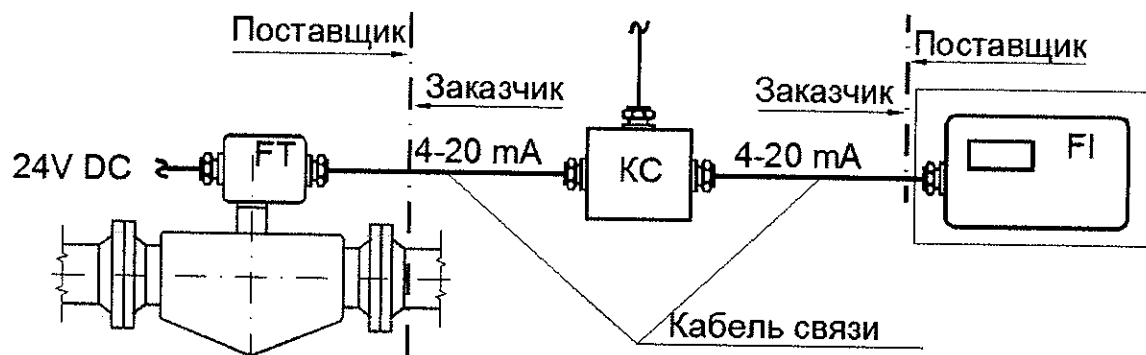 Поставщик
Поставщик
Заказчик
Заказчик
24V DC
FT
4-20 mA
КС
4-20 mA
FI
Кабель связи